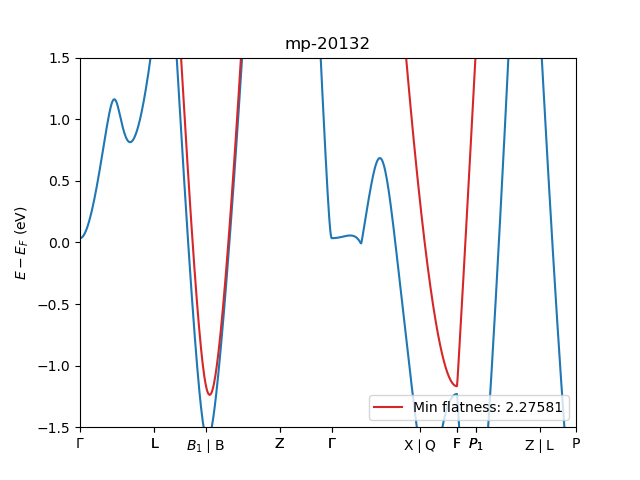 mp-20132
1.5
1.0
0.5
0.0
−0.5
−1.0
−1.5
E − E_F (eV)
Min flatness: 2.27581
Γ L B₁ | B Z Γ X | Q F P₁ Z | L P